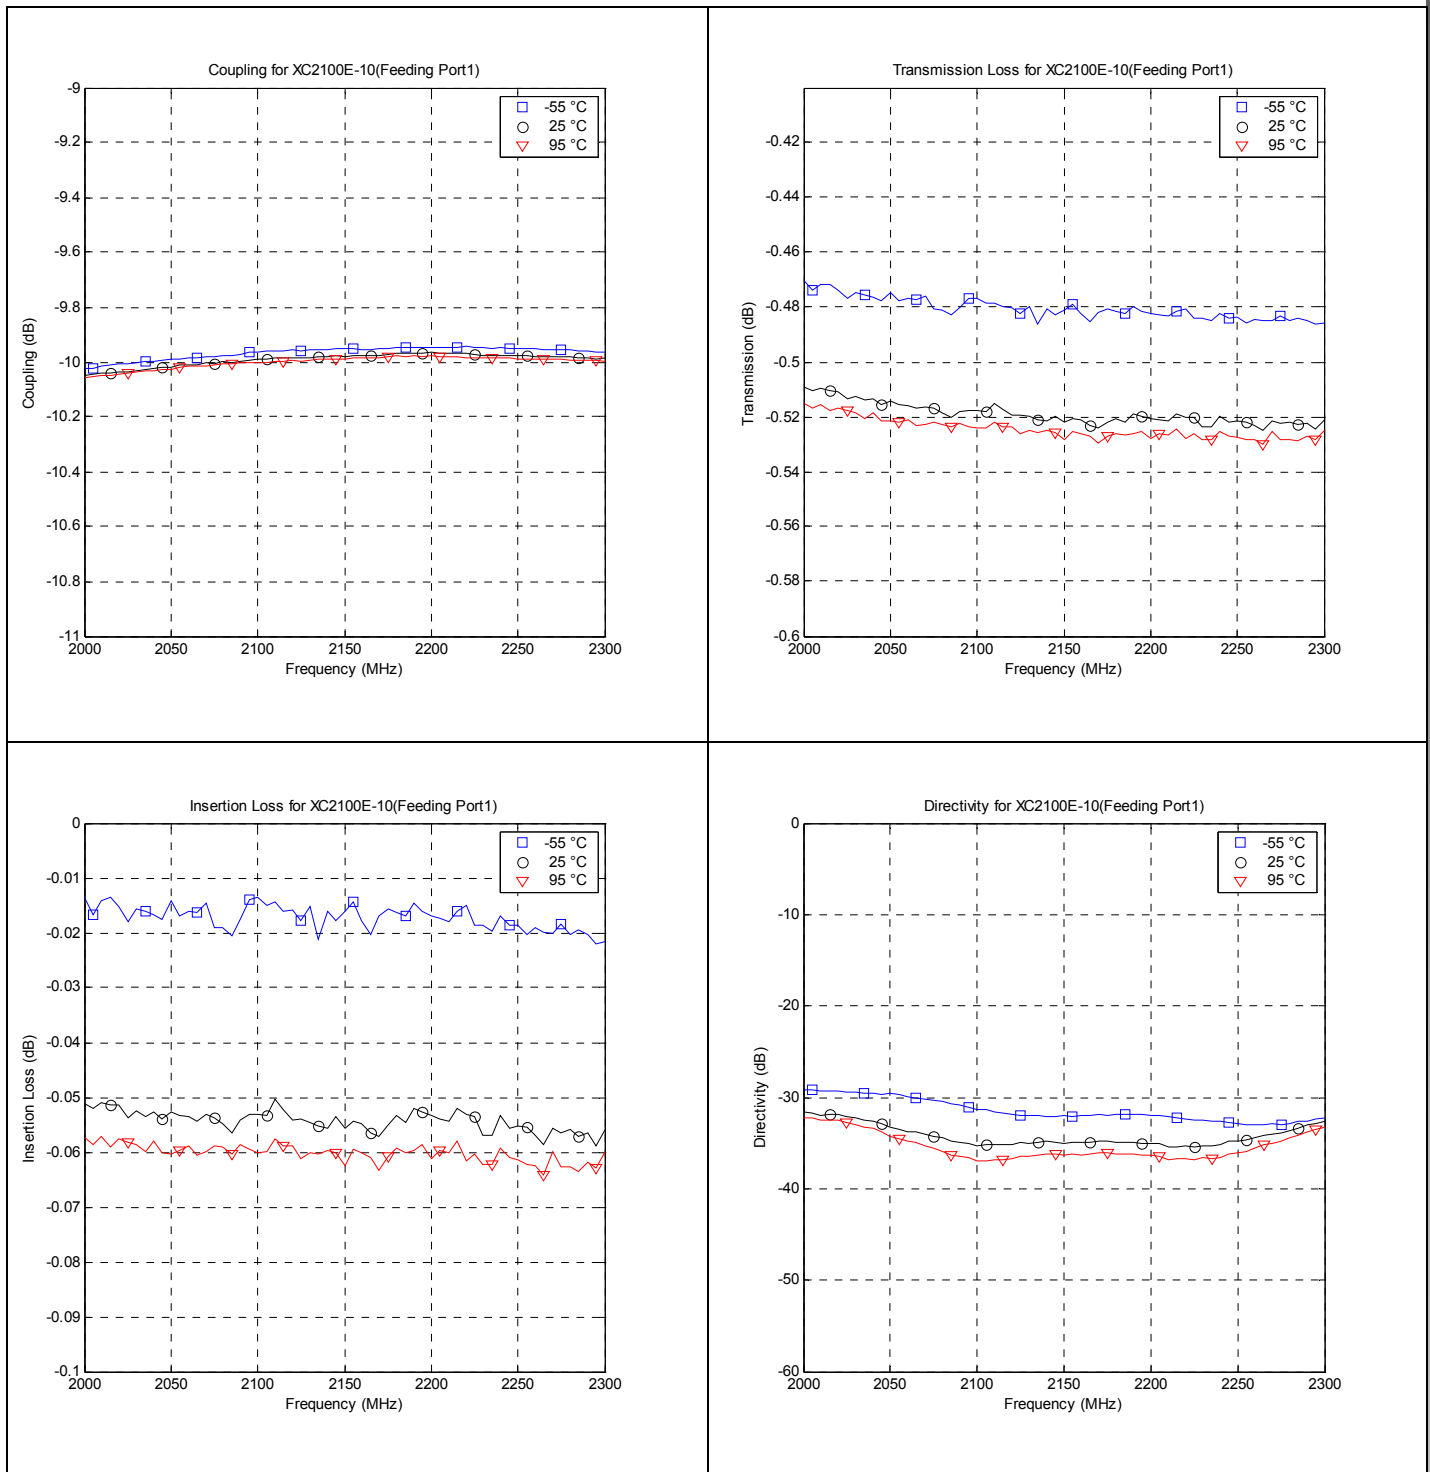 Coupling for XC2100E-10(Feeding Port1)
-9
-9.2
-9.4
-9.6
-9.8
-10
-10.2
-10.4
-10.6
-10.8
-11
Coupling (dB)
-55 °C
25 °C
95 °C
2000 2050 2100 2150 2200 2250 2300
Frequency (MHz)
Transmission Loss for XC2100E-10(Feeding Port1)
-0.42
-0.44
-0.46
-0.48
-0.5
-0.52
-0.54
-0.56
-0.58
-0.6
Transmission (dB)
-55 °C
25 °C
95 °C
2000 2050 2100 2150 2200 2250 2300
Frequency (MHz)
Insertion Loss for XC2100E-10(Feeding Port1)
0
-0.01
-0.02
-0.03
-0.04
-0.05
-0.06
-0.07
-0.08
-0.09
-0.1
Insertion Loss (dB)
-55 °C
25 °C
95 °C
2000 2050 2100 2150 2200 2250 2300
Frequency (MHz)
Directivity for XC2100E-10(Feeding Port1)
0
-10
-20
-30
-40
-50
-60
Directivity (dB)
-55 °C
25 °C
95 °C
2000 2050 2100 2150 2200 2250 2300
Frequency (MHz)